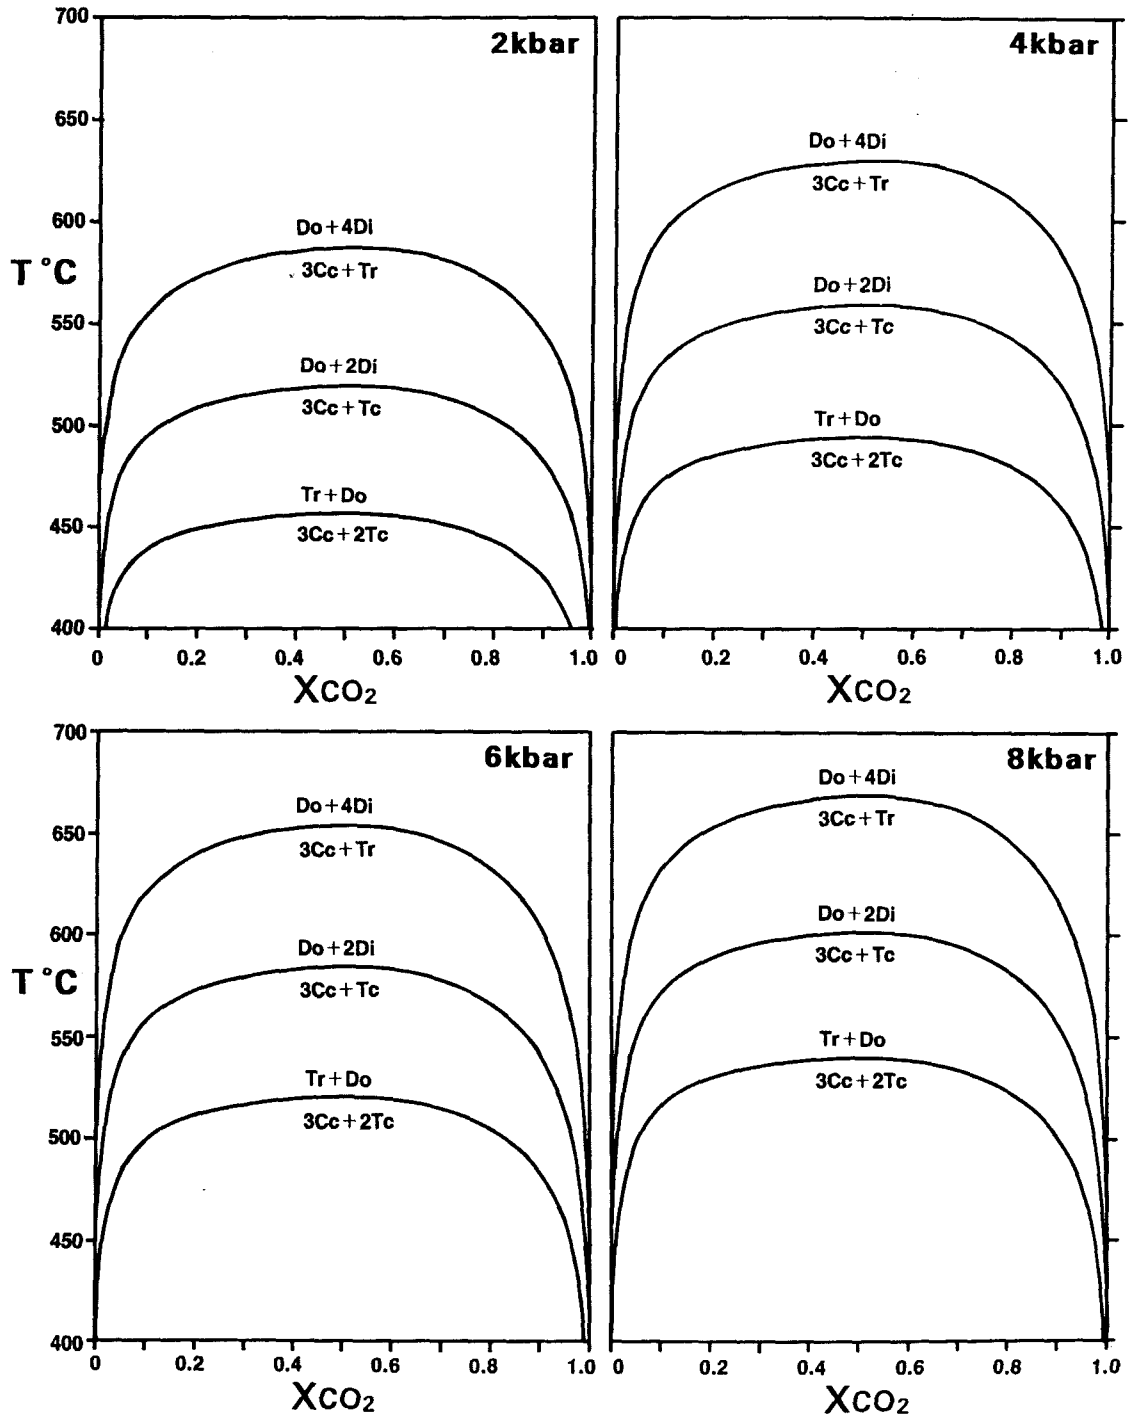 700
2kbar
4kbar
650
Do+4Di
3Cc+Tr
600
Do+4Di
3Cc+Tr
T °C
Do+2Di
3Cc+Tc
550
Do+2Di
3Cc+Tc
500
Tr+Do
3Cc+2Tc
Tr+Do
3Cc+2Tc
450
400
0 0.2 0.4 0.6 0.8 1.0
XCO2
0 0.2 0.4 0.6 0.8 1.0
XCO2
700
6kbar
8kbar
Do+4Di
3Cc+Tr
Do+4Di
3Cc+Tr
650
600
Do+2Di
3Cc+Tc
Do+2Di
3Cc+Tc
T °C
550
Tr+Do
3Cc+2Tc
Tr+Do
3Cc+2Tc
500
450
400
0 0.2 0.4 0.6 0.8 1.0
XCO2
0 0.2 0.4 0.6 0.8 1.0
XCO2